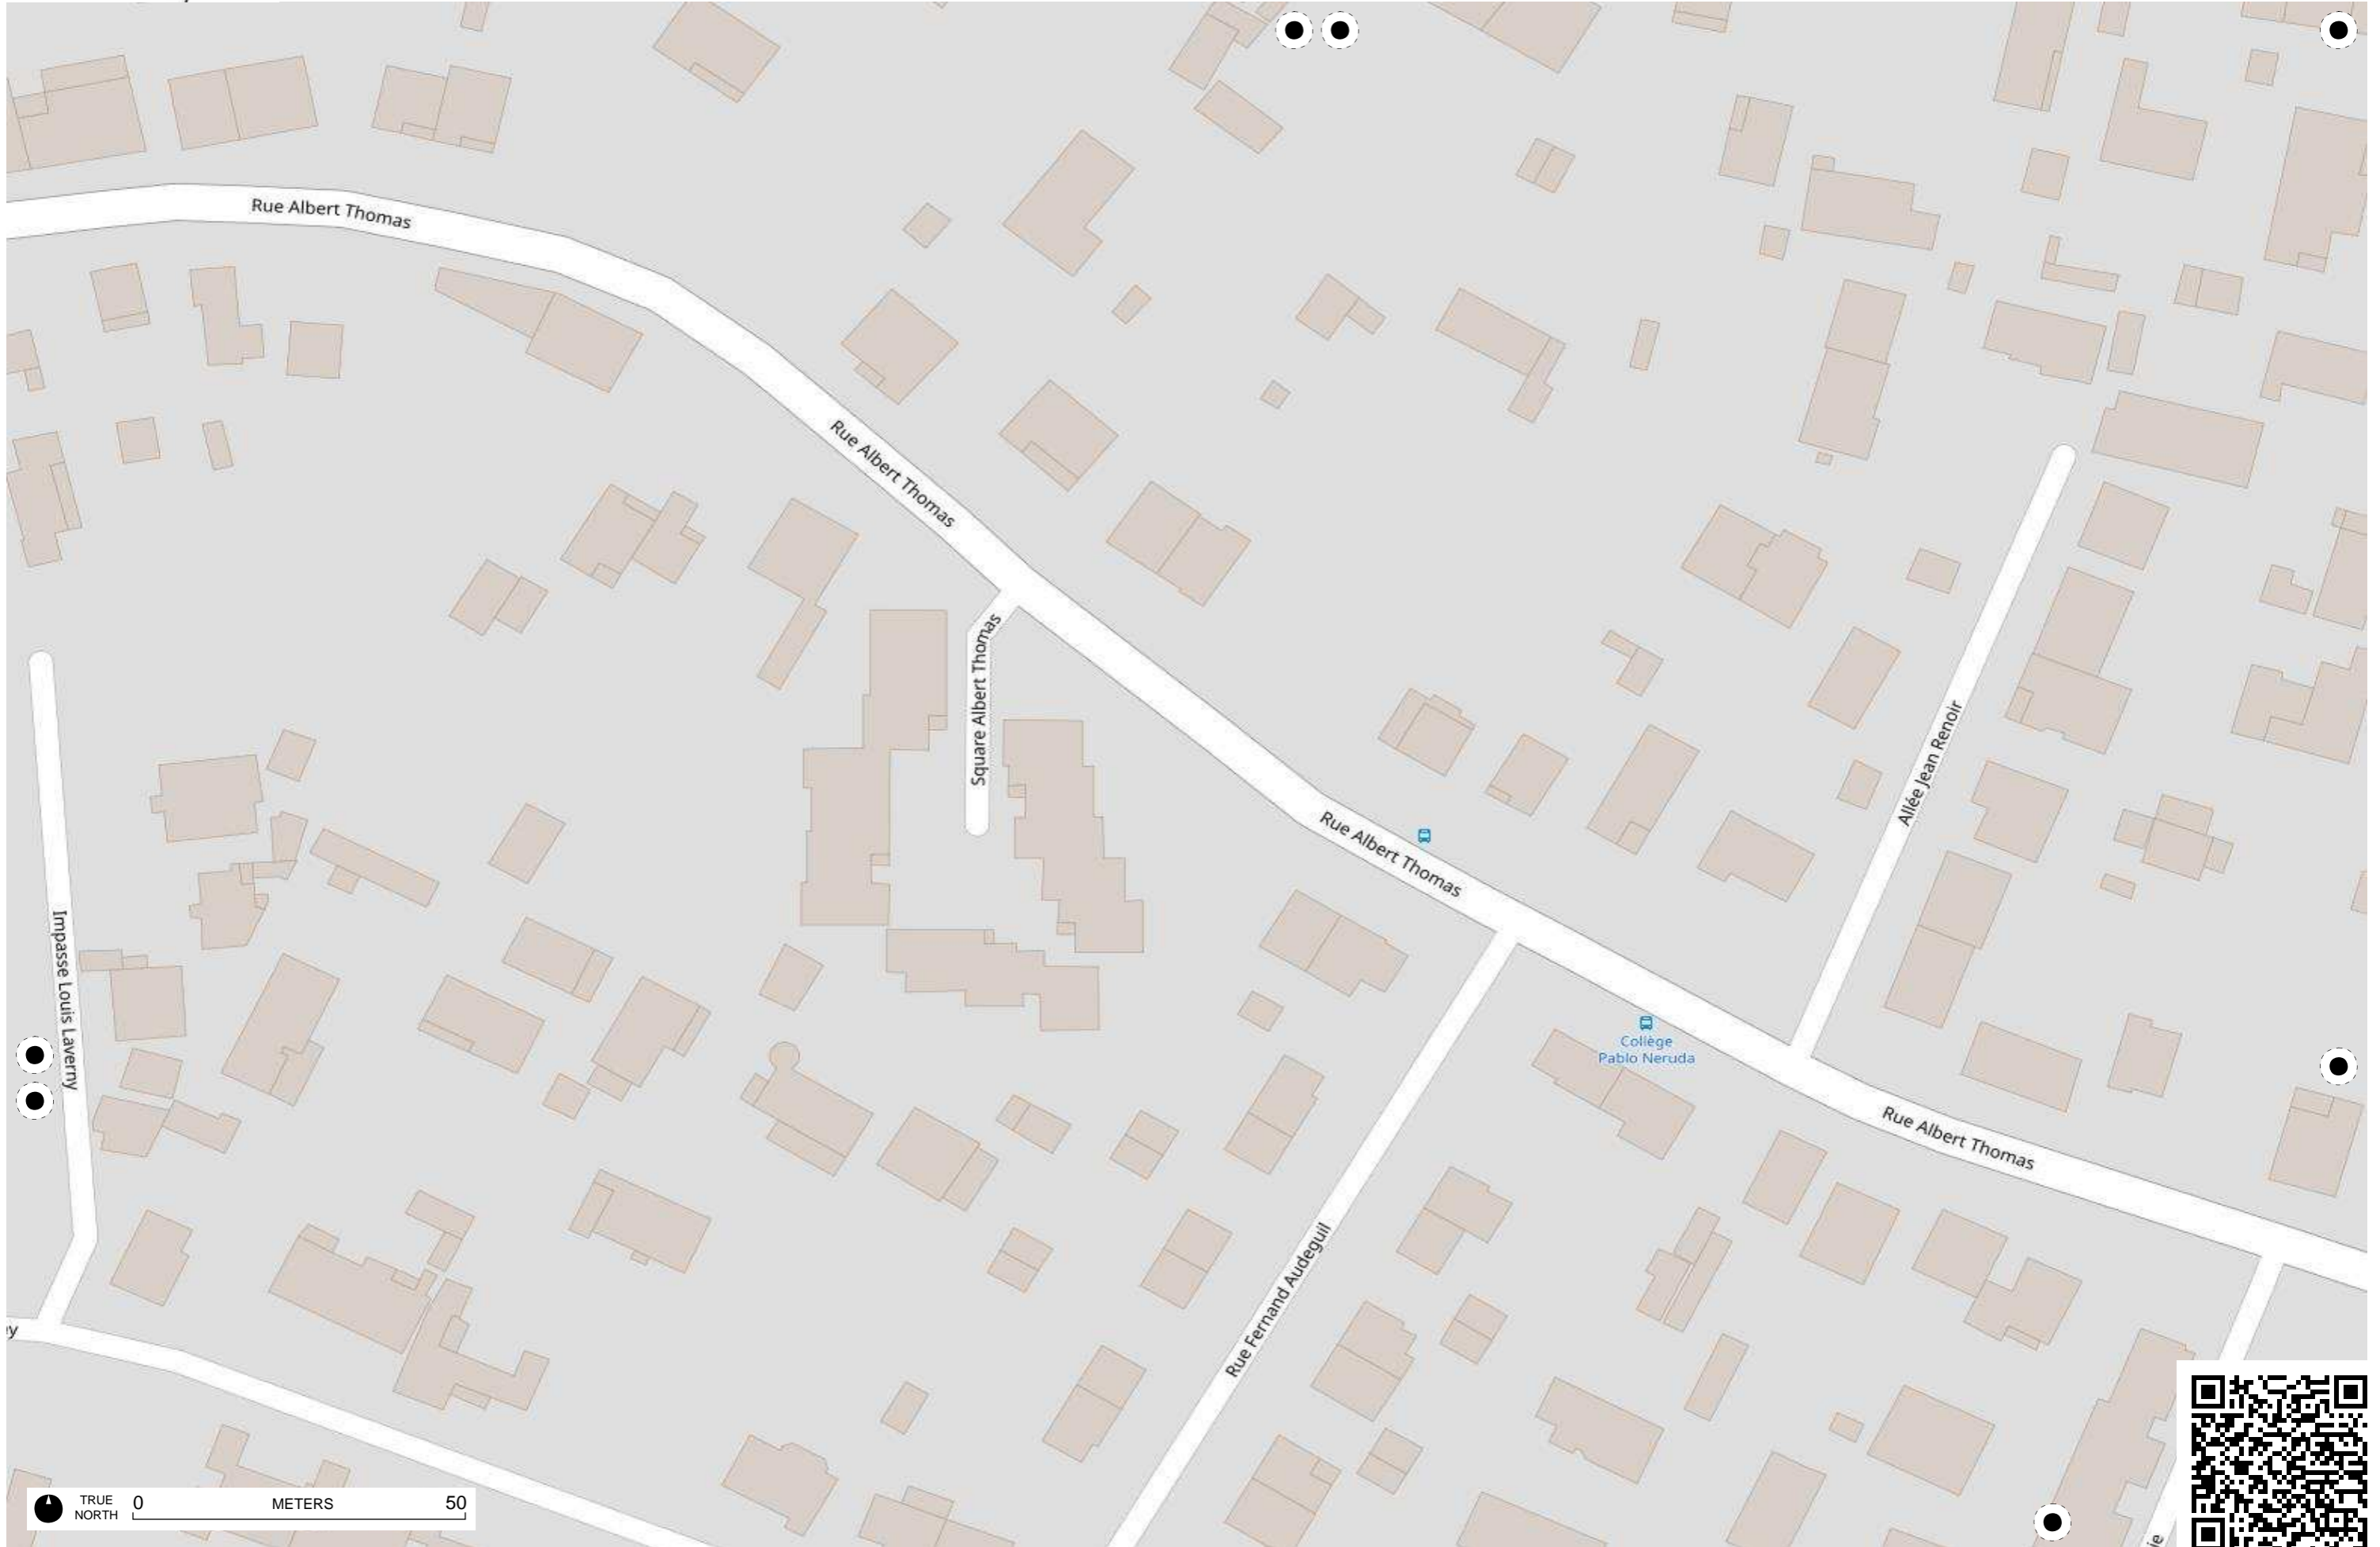 Rue Albert Thomas
Rue Albert Thomas
Square Albert Thomas
Allée Jean Renoir
Rue Albert Thomas
Impasse Louis Laverny
Collège
Pablo Neruda
Rue Albert Thomas
Rue Fernand Audeguil
y
TRUE
NORTH
0 METERS 50
ie